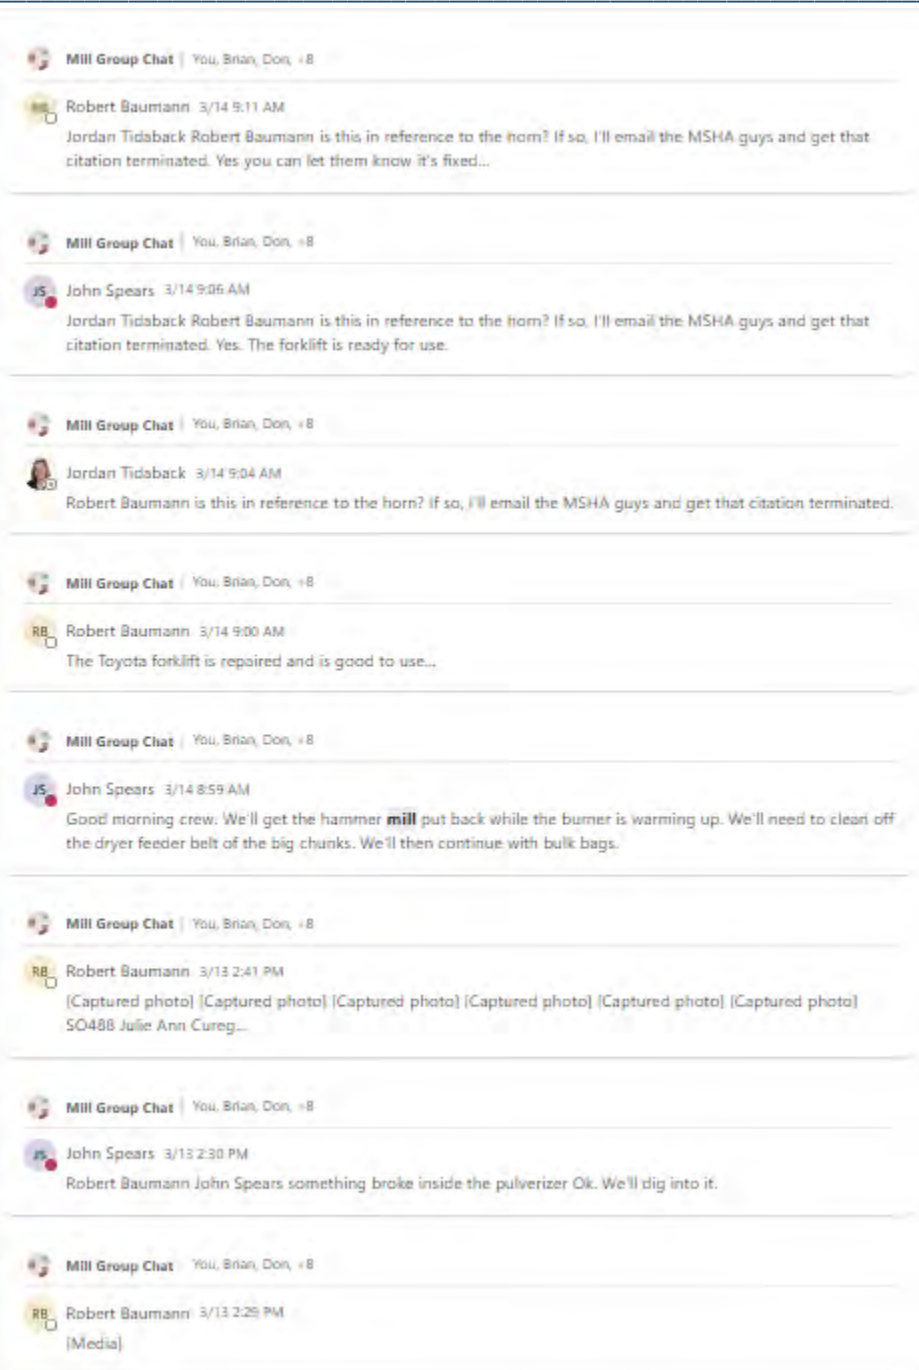 Mill Group Chat | You, Brian, Don, +8
Robert Baumann 3/14 9:11 AM
Jordan Tidaback Robert Baumann is this in reference to the horn? If so, I'll email the MSHA guys and get that
citation terminated. Yes you can let them know it's fixed...
Mill Group Chat | You, Brian, Don, +8
JS John Spears 3/14 9:06 AM
Jordan Tidaback Robert Baumann is this in reference to the horn? If so, I'll email the MSHA guys and get that
citation terminated. Yes. The forklift is ready for use.
Mill Group Chat | You, Brian, Don, +8
Jordan Tidaback 3/14 9:04 AM
Robert Baumann is this in reference to the horn? If so, I'll email the MSHA guys and get that citation terminated.
Mill Group Chat | You, Brian, Don, +8
RB Robert Baumann 3/14 9:00 AM
The Toyota forklift is repaired and is good to use...
Mill Group Chat | You, Brian, Don, +8
JS John Spears 3/14 8:59 AM
Good morning crew. We'll get the hammer mill put back while the burner is warming up. We'll need to clean off
the dryer feeder belt of the big chunks. We'll then continue with bulk bags.
Mill Group Chat | You, Brian, Don, +8
RB Robert Baumann 3/13 2:41 PM
[Captured photo] [Captured photo] [Captured photo] [Captured photo] [Captured photo] [Captured photo]
SO488 Julie Ann Cureg...
Mill Group Chat | You, Brian, Don, +8
JS John Spears 3/13 2:30 PM
Robert Baumann John Spears something broke inside the pulverizer Ok. We'll dig into it.
Mill Group Chat You, Brian, Don, +8
RB Robert Baumann 3/13 2:29 PM
[Media]